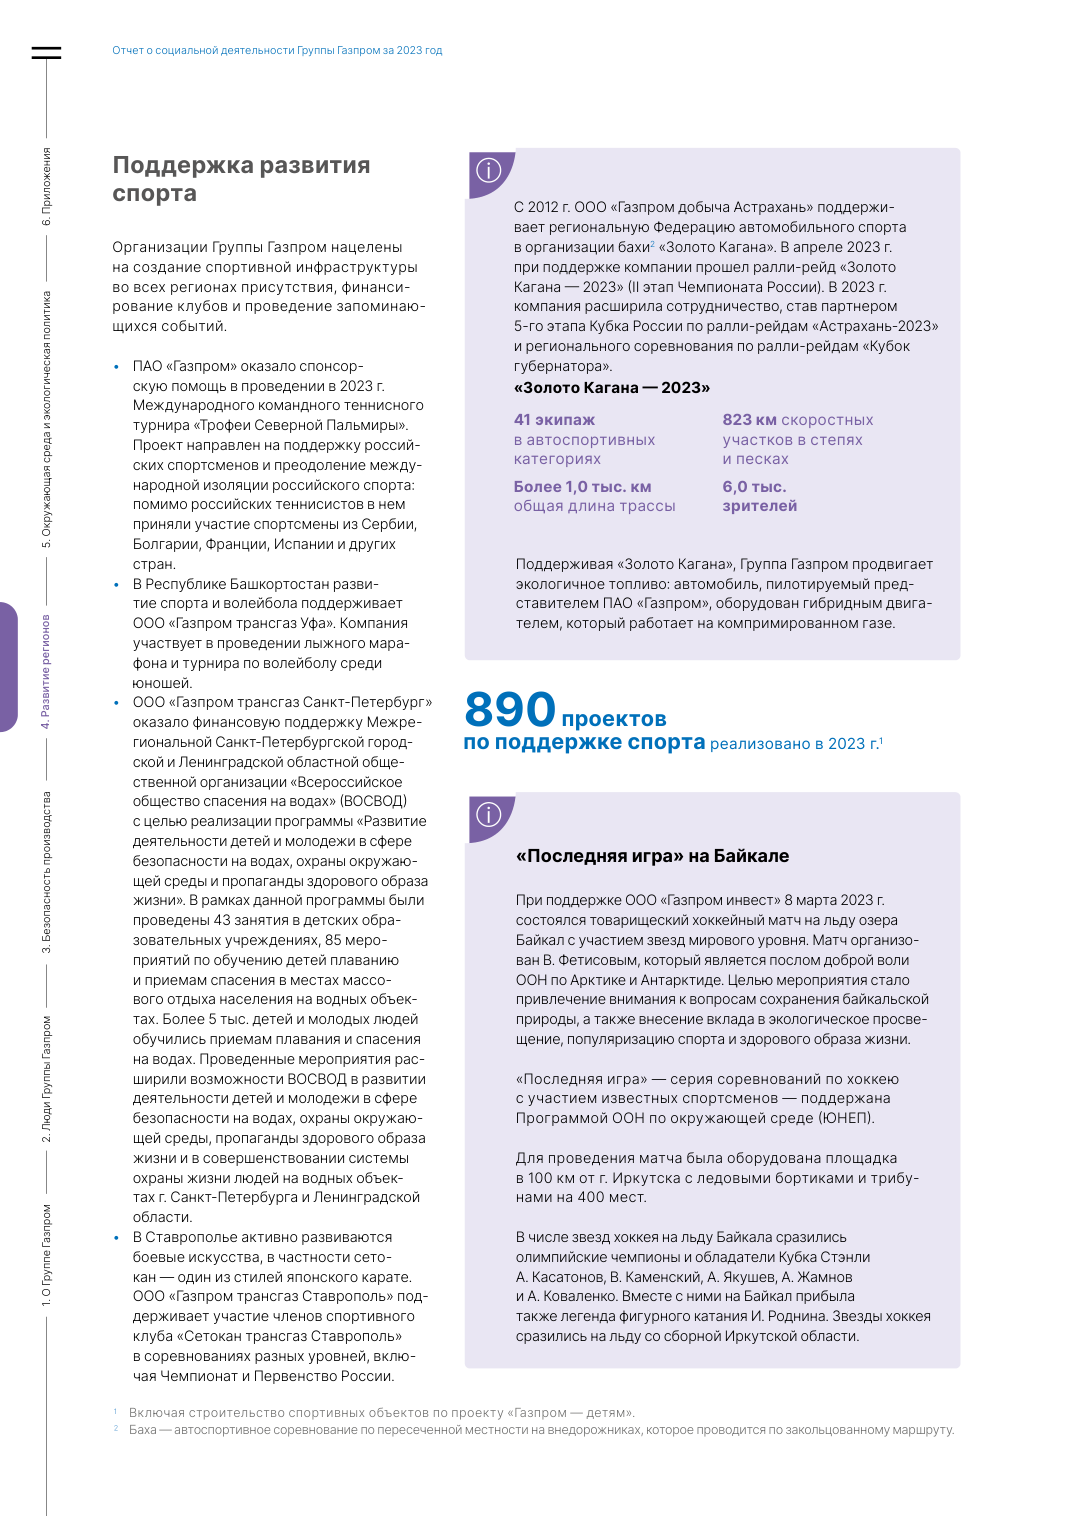 Отчет о социальной деятельности Группы Газпром за 2023 год
6. Приложения
5. Окружающая среда и экологическая политика
4. Развитие регионов
3. Безопасность производства
2. Люди Группы Газпром
1. О Группе Газпром
Поддержка развития
спорта
Организации Группы Газпром нацелены
на создание спортивной инфраструктуры
во всех регионах присутствия, финанси-
рование клубов и проведение запоминаю-
щихся событий.
• ПАО «Газпром» оказало спонсор-
скую помощь в проведении в 2023 г.
Международного командного теннисного
турнира «Трофеи Северной Пальмиры».
Проект направлен на поддержку россий-
ских спортсменов и преодоление между-
народной изоляции российского спорта:
помимо российских теннисистов в нем
приняли участие спортсмены из Сербии,
Болгарии, Франции, Испании и других
стран.
• В Республике Башкортостан разви-
тие спорта и волейбола поддерживает
ООО «Газпром трансгаз Уфа». Компания
участвует в проведении лыжного мара-
фона и турнира по волейболу среди
юношей.
• ООО «Газпром трансгаз Санкт-Петербург»
оказало финансовую поддержку Межре-
гиональной Санкт-Петербургской город-
ской и Ленинградской областной обще-
ственной организации «Всероссийское
общество спасения на водах» (ВОСВОД)
с целью реализации программы «Развитие
деятельности детей и молодежи в сфере
безопасности на водах, охраны окружаю-
щей среды и пропаганды здорового образа
жизни». В рамках данной программы были
проведены 43 занятия в детских обра-
зовательных учреждениях, 85 меро-
приятий по обучению детей плаванию
и приемам спасения в местах массо-
вого отдыха населения на водных объек-
тах. Более 5 тыс. детей и молодых людей
обучились приемам плавания и спасения
на водах. Проведенные мероприятия рас-
ширили возможности ВОСВОД в развитии
деятельности детей и молодежи в сфере
безопасности на водах, охраны окружаю-
щей среды, пропаганды здорового образа
жизни и в совершенствовании системы
охраны жизни людей на водных объек-
тах г. Санкт-Петербурга и Ленинградской
области.
• В Ставрополье активно развиваются
боевые искусства, в частности сето-
кан — один из стилей японского карате.
ООО «Газпром трансгаз Ставрополь» под-
держивает участие членов спортивного
клуба «Сетокан трансгаз Ставрополь»
в соревнованиях разных уровней, вклю-
чая Чемпионат и Первенство России.
С 2012 г. ООО «Газпром добыча Астрахань» поддержи-
вает региональную Федерацию автомобильного спорта
в организации бахи² «Золото Кагана». В апреле 2023 г.
при поддержке компании прошел ралли-рейд «Золото
Кагана — 2023» (II этап Чемпионата России). В 2023 г.
компания расширила сотрудничество, став партнером
5-го этапа Кубка России по ралли-рейдам «Астрахань-2023»
и регионального соревнования по ралли-рейдам «Кубок
губернатора».
«Золото Кагана — 2023»
41 экипаж
в автоспортивных
категориях
823 км скоростных
участков в степях
и песках
Более 1,0 тыс. км
общая длина трассы
6,0 тыс.
зрителей
Поддерживая «Золото Кагана», Группа Газпром продвигает
экологичное топливо: автомобиль, пилотируемый пред-
ставителем ПАО «Газпром», оборудован гибридным двига-
телем, который работает на компримированном газе.
890 проектов
по поддержке спорта реализовано в 2023 г.¹
«Последняя игра» на Байкале
При поддержке ООО «Газпром инвест» 8 марта 2023 г.
состоялся товарищеский хоккейный матч на льду озера
Байкал с участием звезд мирового уровня. Матч организо-
ван В. Фетисовым, который является послом доброй воли
ООН по Арктике и Антарктиде. Целью мероприятия стало
привлечение внимания к вопросам сохранения байкальской
природы, а также внесение вклада в экологическое просве-
щение, популяризацию спорта и здорового образа жизни.
«Последняя игра» — серия соревнований по хоккею
с участием известных спортсменов — поддержана
Программой ООН по окружающей среде (ЮНЕП).
Для проведения матча была оборудована площадка
в 100 км от г. Иркутска с ледовыми бортиками и трибу-
нами на 400 мест.
В числе звезд хоккея на льду Байкала сразились
олимпийские чемпионы и обладатели Кубка Стэнли
А. Касатонов, В. Каменский, А. Якушев, А. Жамнов
и А. Коваленко. Вместе с ними на Байкал прибыла
также легенда фигурного катания И. Роднина. Звезды хоккея
сразились на льду со сборной Иркутской области.
¹ Включая строительство спортивных объектов по проекту «Газпром — детям».
² Баха — автоспортивное соревнование по пересеченной местности на внедорожниках, которое проводится по закольцованному маршруту.